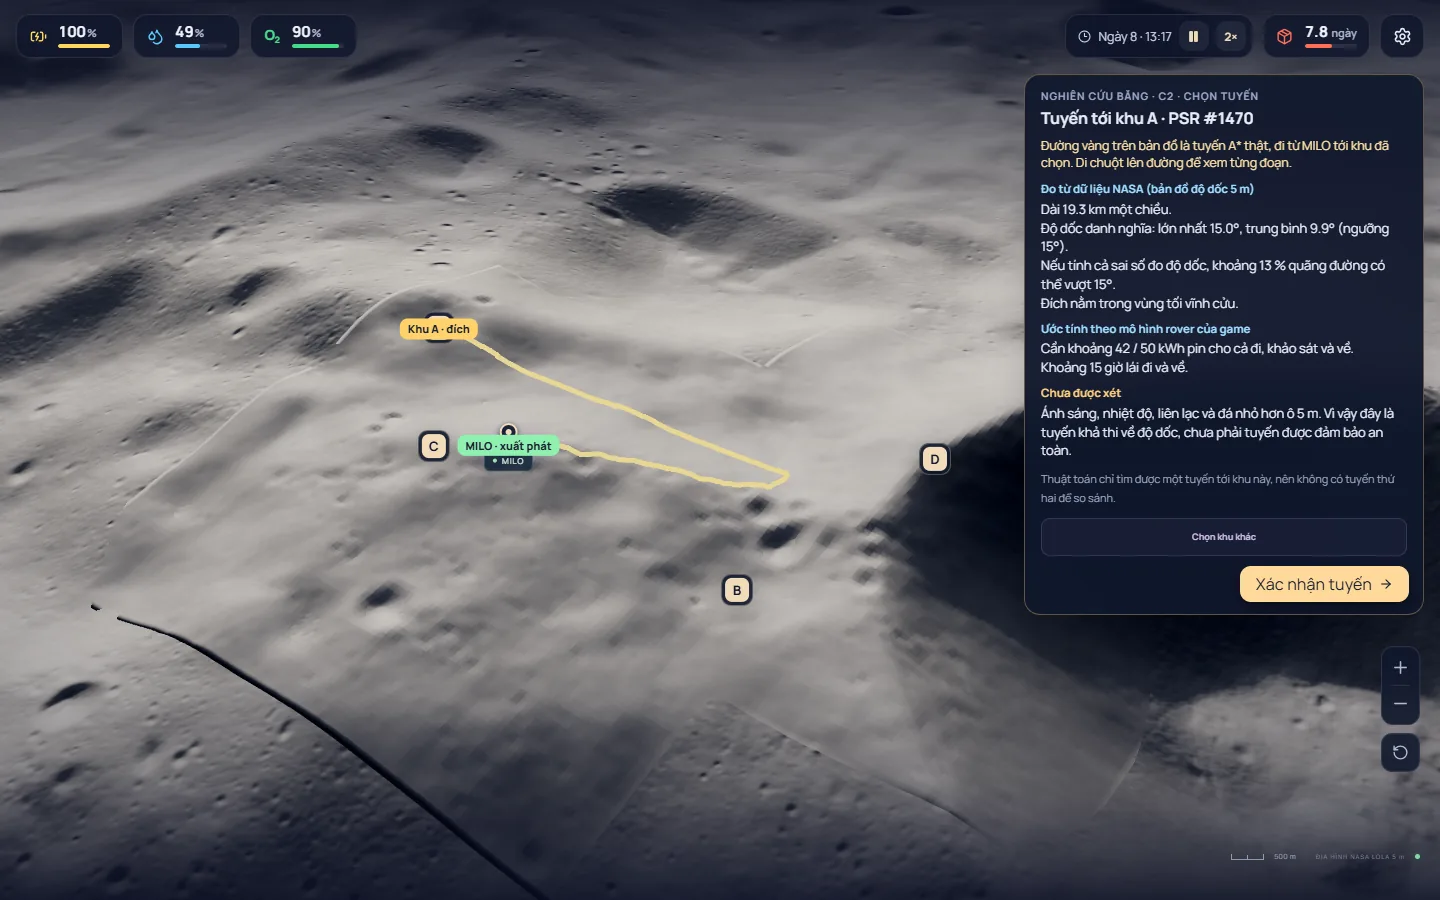 100%
49%
O₂ 90%
Ngày 8 · 13:17
2×
7.8 ngày
NGHIÊN CỨU BĂNG · C2 · CHỌN TUYẾN
Tuyến tới khu A · PSR #1470
Đường vàng trên bản đồ là tuyến A* thật, đi từ MILO tới khu đã
chọn. Di chuột lên đường để xem từng đoạn.
Đo từ dữ liệu NASA (bản đồ độ dốc 5 m)
Dài 19.3 km một chiều.
Độ dốc danh nghĩa: lớn nhất 15.0°, trung bình 9.9° (ngưỡng
15°).
Nếu tính cả sai số đo độ dốc, khoảng 13 % quãng đường có
thể vượt 15°.
Đích nằm trong vùng tối vĩnh cửu.
Ước tính theo mô hình rover của game
Cần khoảng 42 / 50 kWh pin cho cả đi, khảo sát và về.
Khoảng 15 giờ lái đi và về.
Chưa được xét
Ánh sáng, nhiệt độ, liên lạc và đá nhỏ hơn ô 5 m. Vì vậy đây là
tuyến khả thi về độ dốc, chưa phải tuyến được đảm bảo an
toàn.
Thuật toán chỉ tìm được một tuyến tới khu này, nên không có tuyến thứ
hai để so sánh.
Chọn khu khác
Xác nhận tuyến →
Khu A · đích
C
MILO · xuất phát
• MILO
D
B
500 m
ĐỊA HÌNH NASA LOLA 5 m